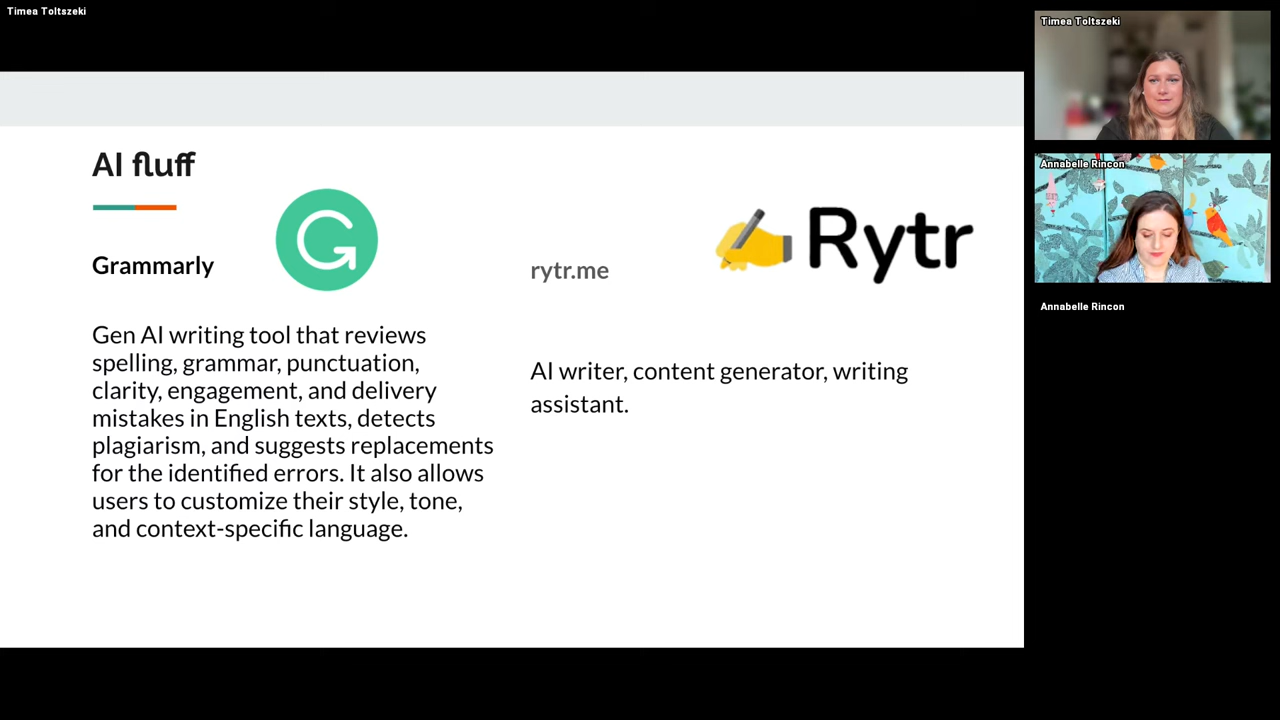 Timea Toltszeki
AI fluff
Grammarly
Gen AI writing tool that reviews
spelling, grammar, punctuation,
clarity, engagement, and delivery
mistakes in English texts, detects
plagiarism, and suggests replacements
for the identified errors. It also allows
users to customize their style, tone,
and context-specific language.
rytr.me
Rytr
AI writer, content generator, writing
assistant.
Timea Toltszeki
Annabelle Rincon
Annabelle Rincon